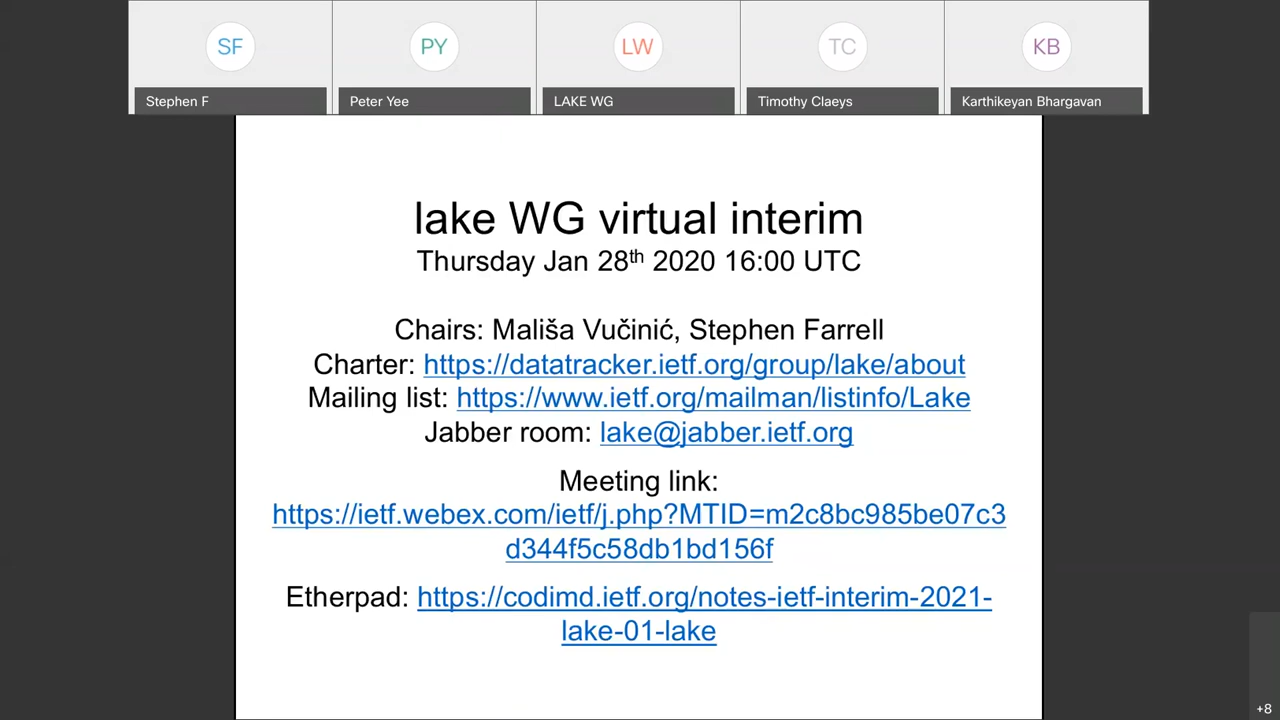 SF
PY
LW
TC
KB
Stephen F
Peter Yee
LAKE WG
Timothy Claeys
Karthikeyan Bhargavan
lake WG virtual interim
Thursday Jan 28th 2020 16:00 UTC
Chairs: Mališa Vučinić, Stephen Farrell
Charter: https://datatracker.ietf.org/group/lake/about
Mailing list: https://www.ietf.org/mailman/listinfo/Lake
Jabber room: lake@jabber.ietf.org
Meeting link:
https://ietf.webex.com/ietf/j.php?MTID=m2c8bc985be07c3
d344f5c58db1bd156f
Etherpad: https://codimd.ietf.org/notes-ietf-interim-2021-
lake-01-lake
+8